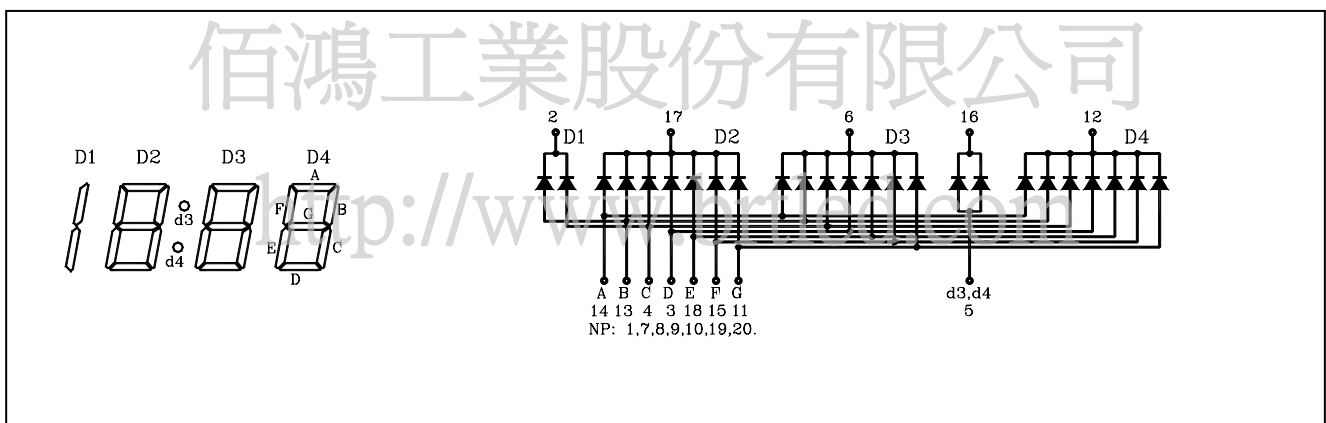 佰鴻工業股份有限公司
2 17 6 16 12
D1 D2 D3 D4
D1 D2 D3 D4
A
F G B
d3
http://www.brtled.com
d4
E C
D
A B C D E F G d3,d4
14 13 4 3 18 15 11 5
NP: 1,7,8,9,10,19,20.